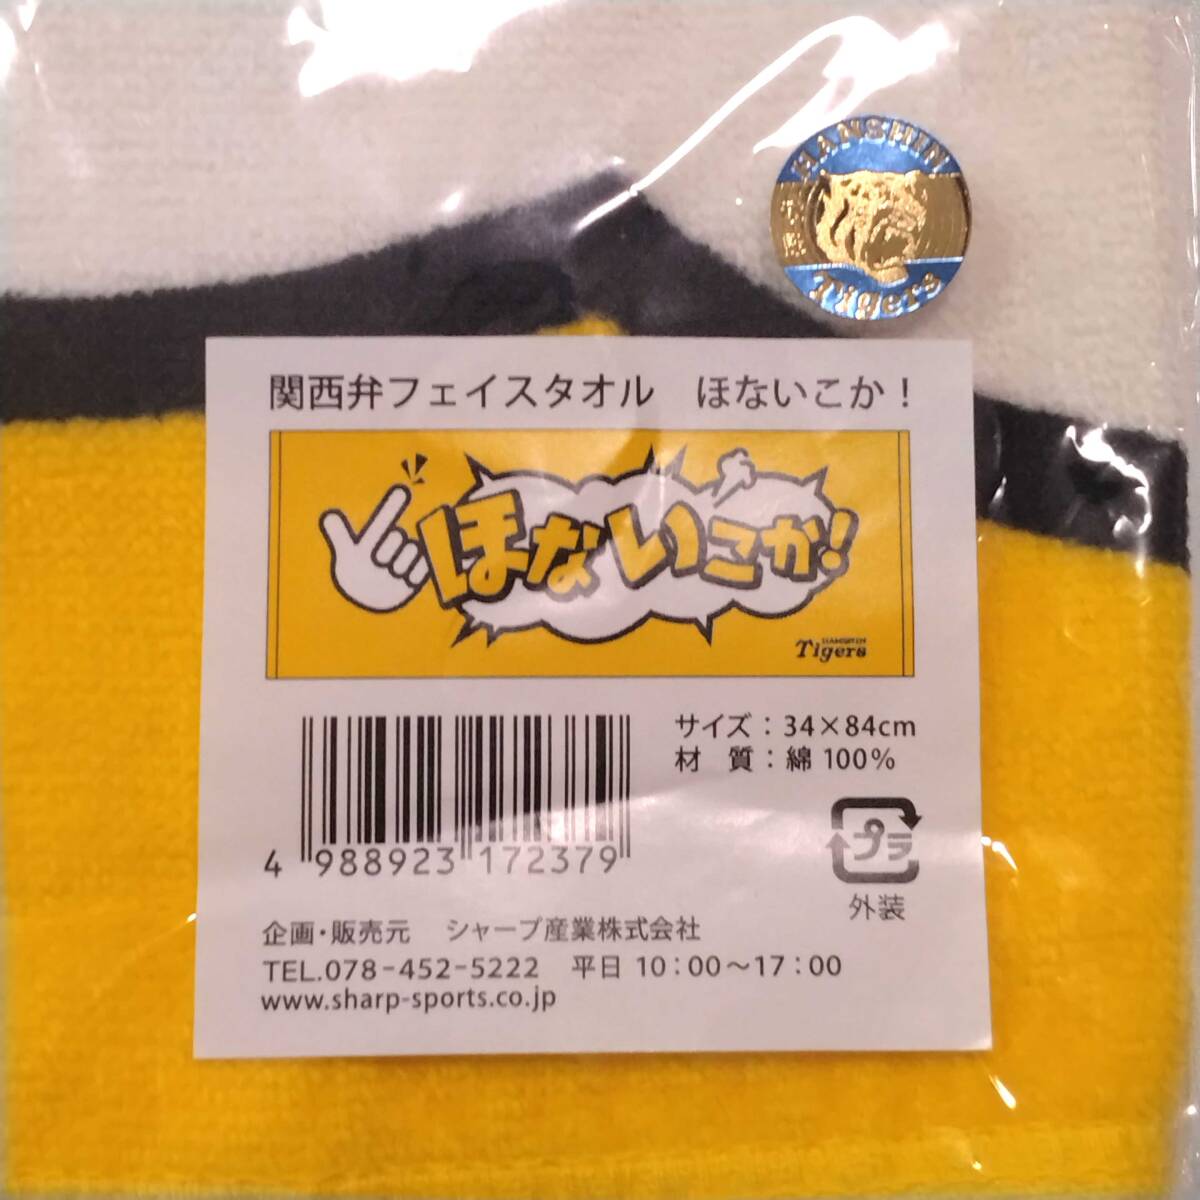 HANSHIN
Tigers
関西弁フェイスタオル　ほないこか！
ほないこか!
HANSHIN
Tigers
サイズ：34×84cm
材　質：綿 100%
プラ
外装
4 988923 172379
企画・販売元　シャープ産業株式会社
TEL.078-452-5222　平日 10：00～17：00
www.sharp-sports.co.jp